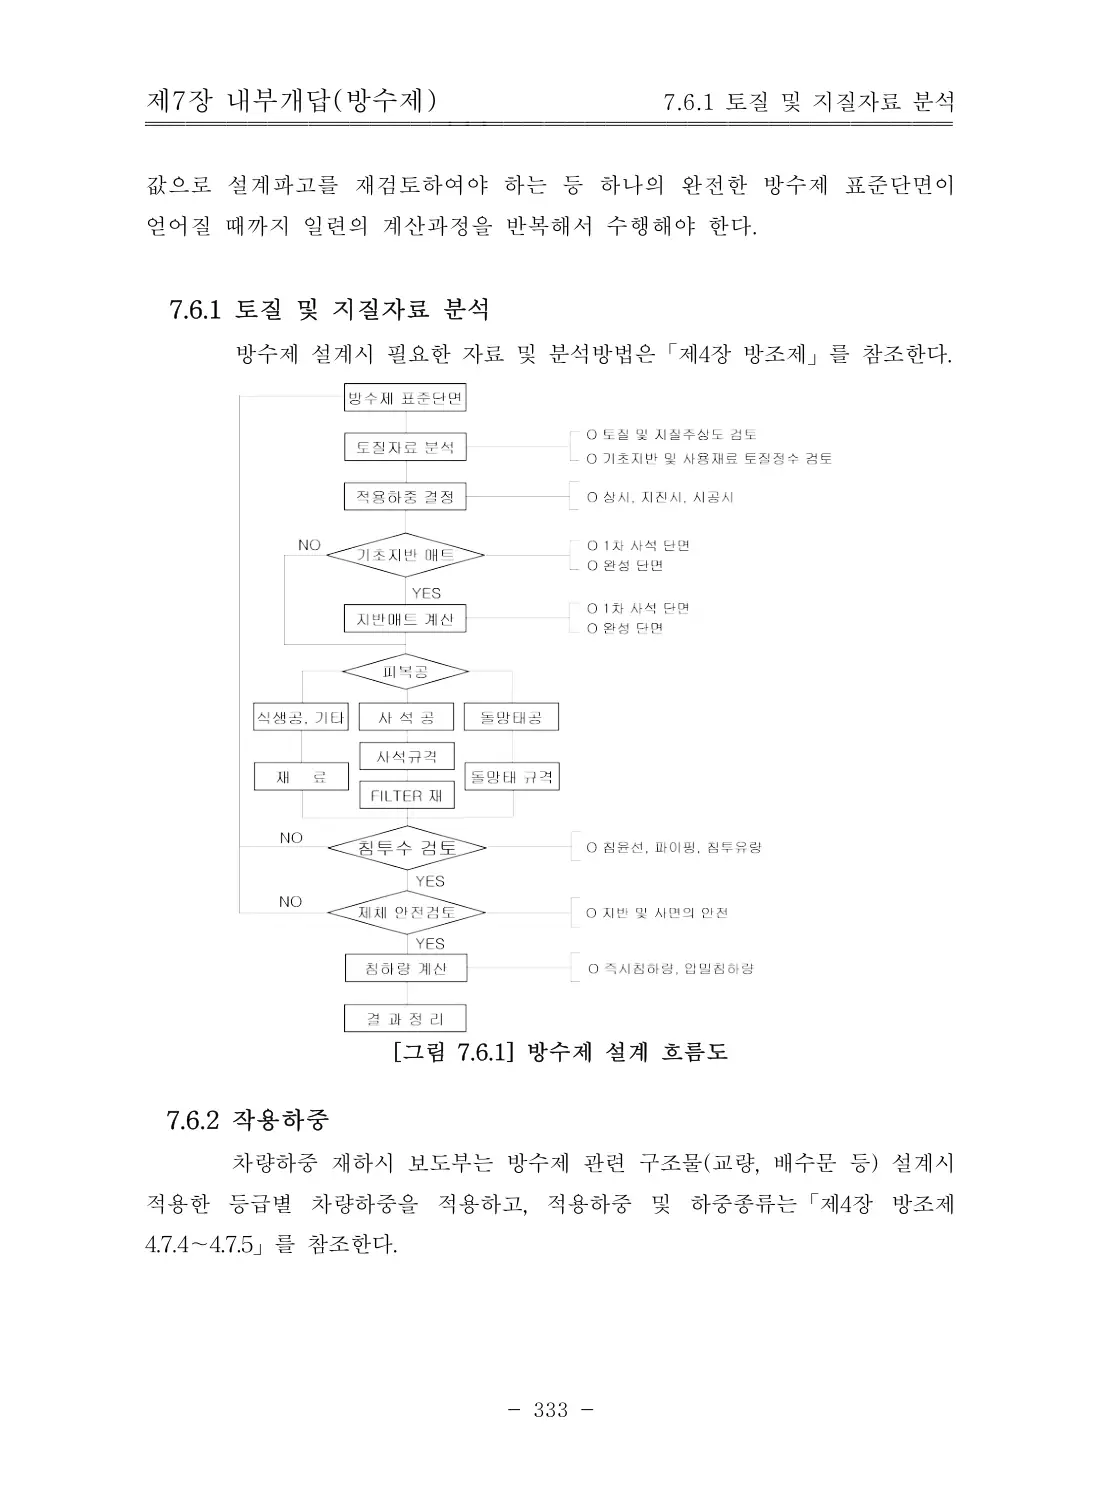 제7장 내부개답(방수제)
7.6.1 토질 및 지질자료 분석
값으로 설계파고를 재검토하여야 하는 등 하나의 완전한 방수제 표준단면이
얻어질 때까지 일련의 계산과정을 반복해서 수행해야 한다.
7.6.1 토질 및 지질자료 분석
방수제 설계시 필요한 자료 및 분석방법은「제4장 방조제」를 참조한다.
방수제 표준단면
토질자료 분석
O 토질 및 지질주상도 검토
O 기초지반 및 사용재료 토질정수 검토
적용하중 결정
O 상시, 지진시, 시공시
NO
기초지반 매트
O 1차 사석 단면
O 완성 단면
YES
지반매트 계산
O 1차 사석 단면
O 완성 단면
피복공
식생공, 기타
사 석 공
돌망태공
사석규격
재 료
돌망태 규격
FILTER 재
NO
침투수 검토
O 침윤선, 파이핑, 침투유량
YES
NO
제체 안전검토
O 지반 및 사면의 안전
YES
침하량 계산
O 즉시침하량, 압밀침하량
결 과 정 리
[그림 7.6.1] 방수제 설계 흐름도
7.6.2 작용하중
차량하중 재하시 보도부는 방수제 관련 구조물(교량, 배수문 등) 설계시
적용한 등급별 차량하중을 적용하고, 적용하중 및 하중종류는「제4장 방조제
4.7.4∼4.7.5」를 참조한다.
- 333 -